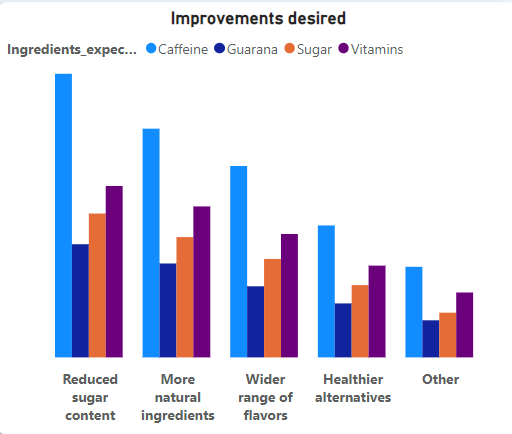 Improvements desired
Ingredients_expec... Caffeine Guarana Sugar Vitamins
Reduced sugar content
More natural ingredients
Wider range of flavors
Healthier alternatives
Other